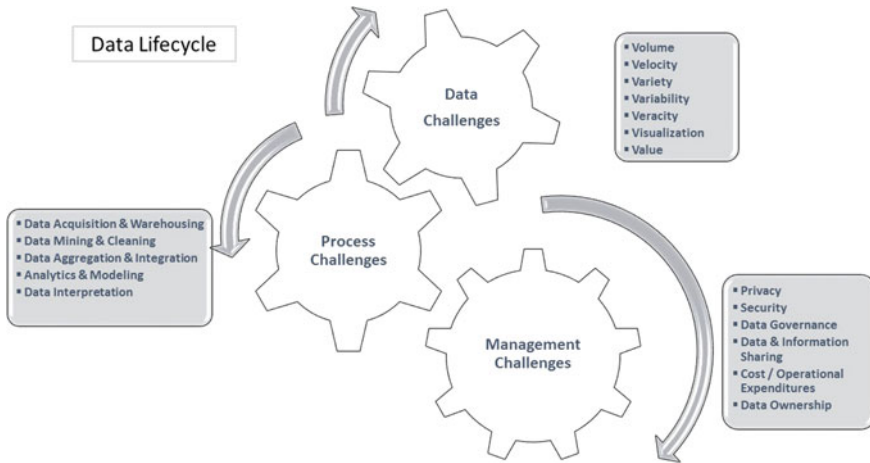 Data Lifecycle
Data
Challenges
▪ Volume
▪ Velocity
▪ Variety
▪ Variability
▪ Veracity
▪ Visualization
▪ Value
▪ Data Acquisition & Warehousing
▪ Data Mining & Cleaning
▪ Data Aggregation & Integration
▪ Analytics & Modeling
▪ Data Interpretation
Process
Challenges
Management
Challenges
▪ Privacy
▪ Security
▪ Data Governance
▪ Data & Information
Sharing
▪ Cost / Operational
Expenditures
▪ Data Ownership